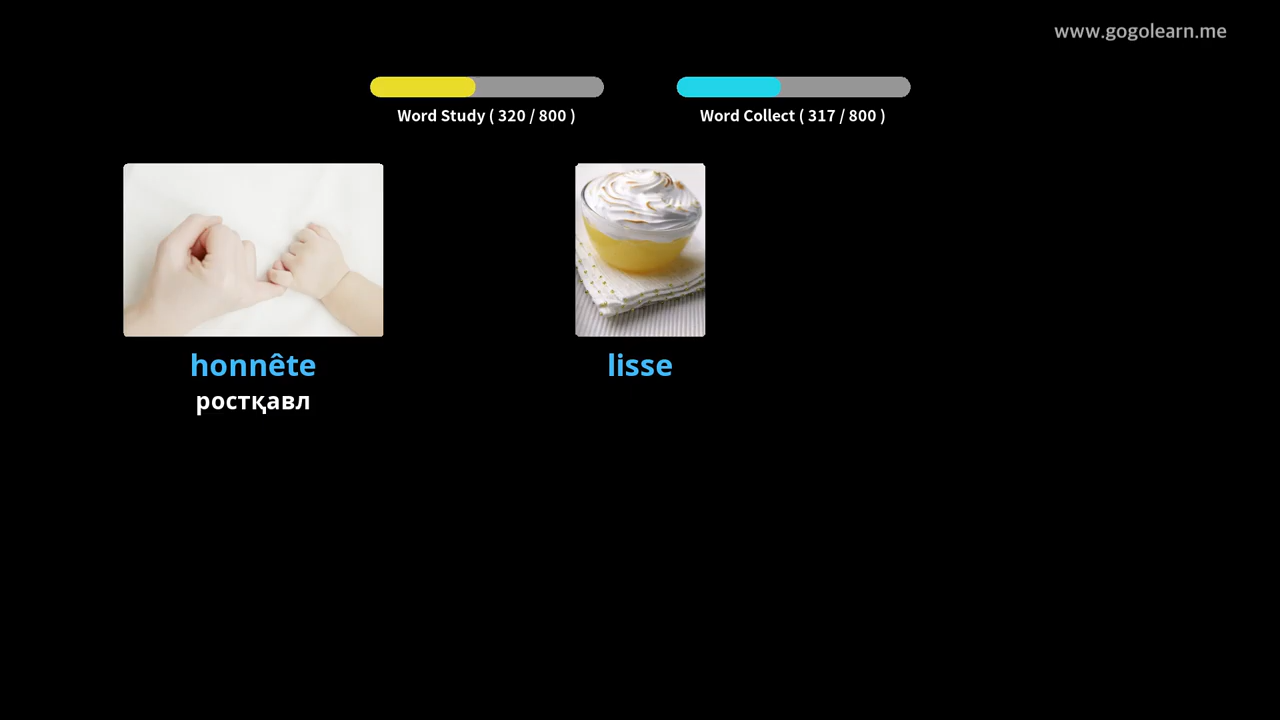 www.gogolearn.me
Word Study ( 320 / 800 )
Word Collect ( 317 / 800 )
honnête
ростқавл
lisse